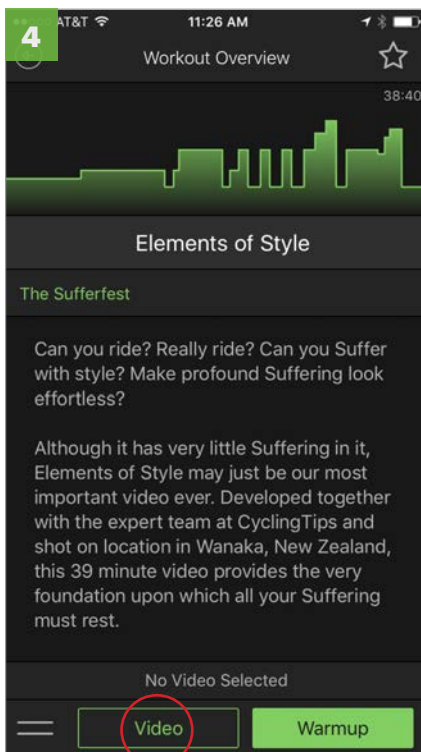 4
AT&T
11:26 AM
Workout Overview
38:40
Elements of Style
The Sufferfest
Can you ride? Really ride? Can you Suffer
with style? Make profound Suffering look
effortless?
Although it has very little Suffering in it,
Elements of Style may just be our most
important video ever. Developed together
with the expert team at CyclingTips and
shot on location in Wanaka, New Zealand,
this 39 minute video provides the very
foundation upon which all your Suffering
must rest.
No Video Selected
Video
Warmup